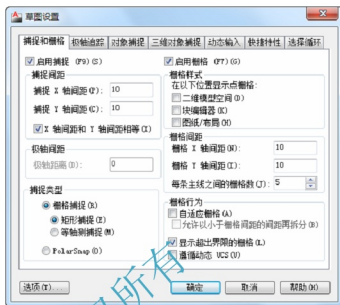 草图设置
捕捉和栅格 极轴追踪 对象捕捉 三维对象捕捉 动态输入 快捷特性 选择循环
启用捕捉 (F9)(S)
启用栅格 (F7)(G)
捕捉间距
捕捉 X 轴间距(P): 10
捕捉 Y 轴间距(C): 10
X 轴间距和 Y 轴间距相等(X)
极轴间距
极轴距离(D): 0
捕捉类型
栅格捕捉(R)
矩形捕捉(E)
等轴测捕捉(M)
PolarSnap(O)
栅格样式
在以下位置显示点栅格:
二维模型空间(D)
块编辑器(K)
图纸/布局(H)
栅格间距
栅格 X 轴间距(N): 10
栅格 Y 轴间距(I): 10
每条主线之间的栅格数(J): 5
栅格行为
自适应栅格(A)
允许以小于栅格间距的间距再拆分(B)
显示超出界限的栅格(L)
遵循动态 UCS(U)
选项(T)... 确定 取消 帮助(H)
所有